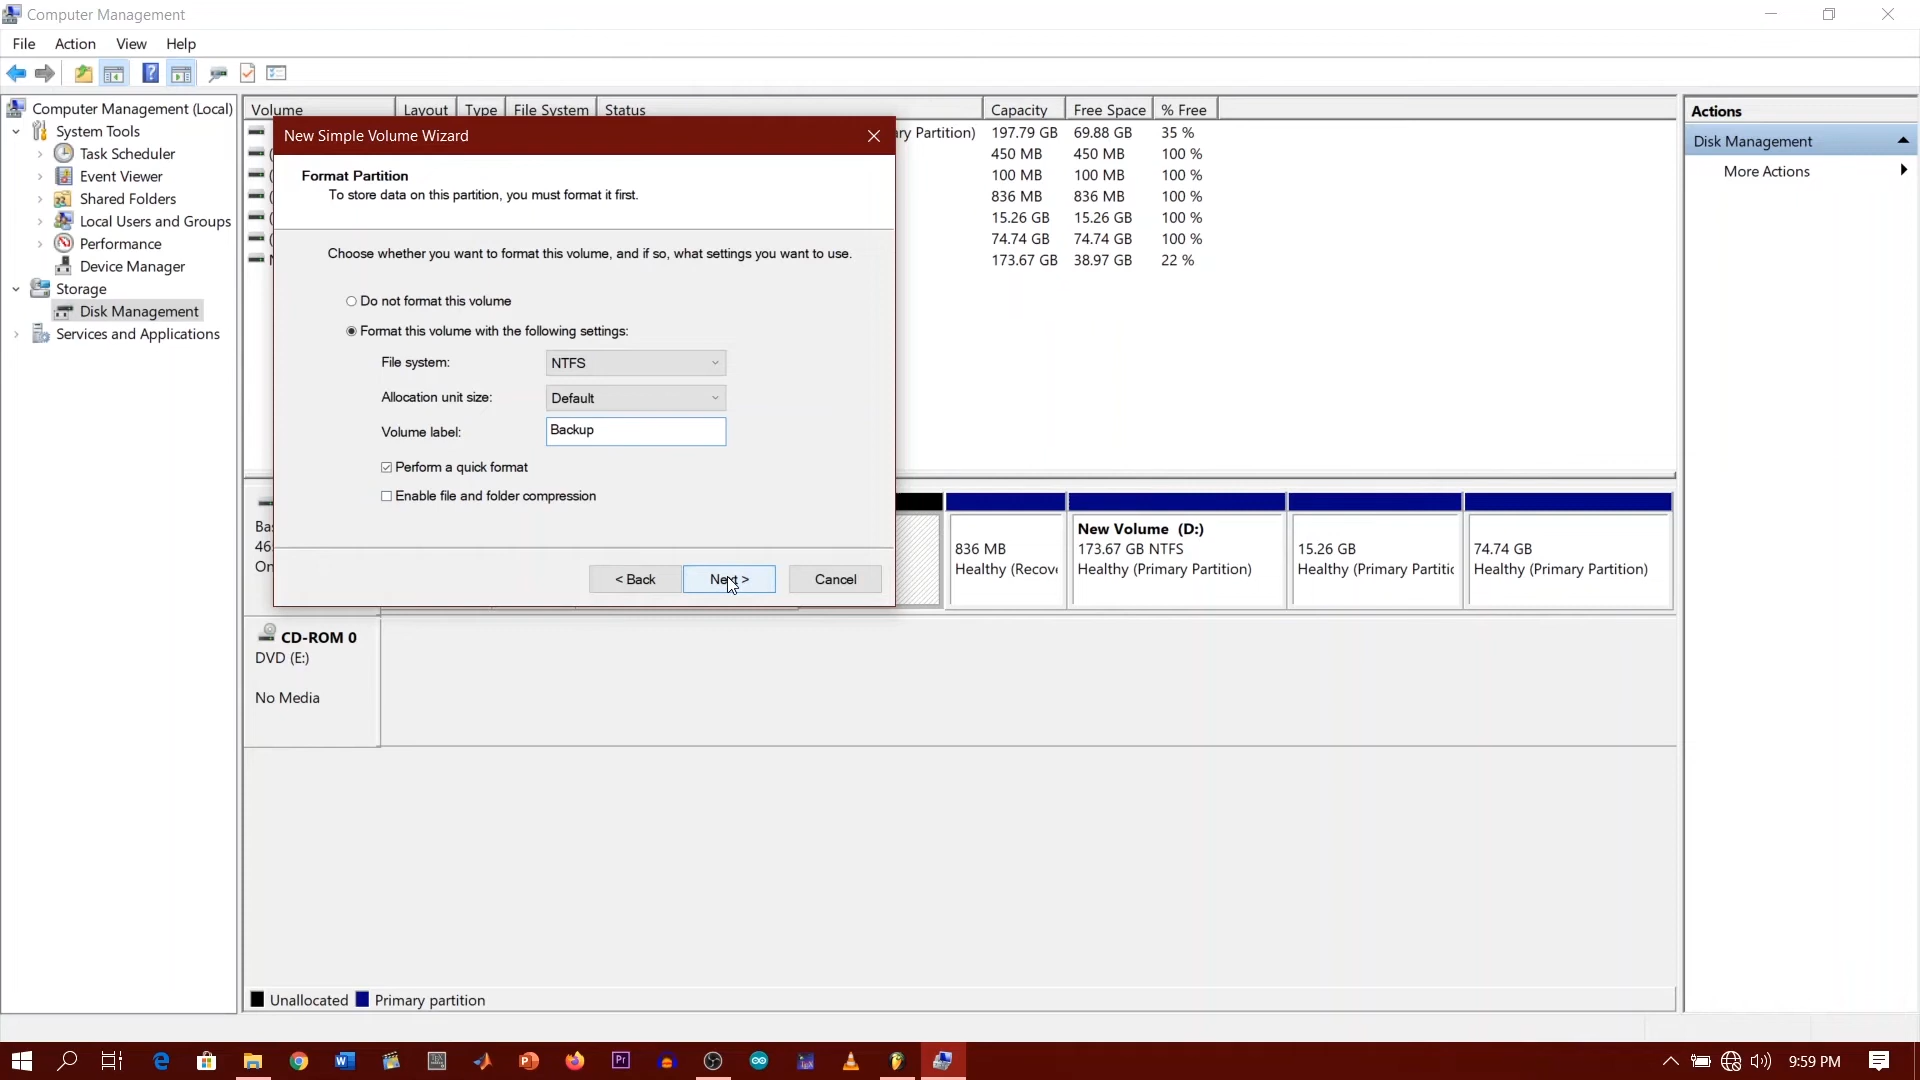 Computer Management
File Action View Help
Computer Management (Local)
System Tools
Task Scheduler
Event Viewer
Shared Folders
Local Users and Groups
Performance
Device Manager
Storage
Disk Management
Services and Applications
Volume Layout Type File System Status Capacity Free Space % Free
ry Partition) 197.79 GB 69.88 GB 35 %
450 MB 450 MB 100 %
100 MB 100 MB 100 %
836 MB 836 MB 100 %
15.26 GB 15.26 GB 100 %
74.74 GB 74.74 GB 100 %
173.67 GB 38.97 GB 22 %
New Simple Volume Wizard
Format Partition
To store data on this partition, you must format it first.
Choose whether you want to format this volume, and if so, what settings you want to use.
Do not format this volume
Format this volume with the following settings:
File system: NTFS
Allocation unit size: Default
Volume label: Backup
Perform a quick format
Enable file and folder compression
< Back Next > Cancel
Bas
46
On
836 MB
Healthy (Recov
New Volume (D:)
173.67 GB NTFS
Healthy (Primary Partition)
15.26 GB
Healthy (Primary Partitic
74.74 GB
Healthy (Primary Partition)
CD-ROM 0
DVD (E:)
No Media
Unallocated Primary partition
Actions
Disk Management
More Actions
9:59 PM